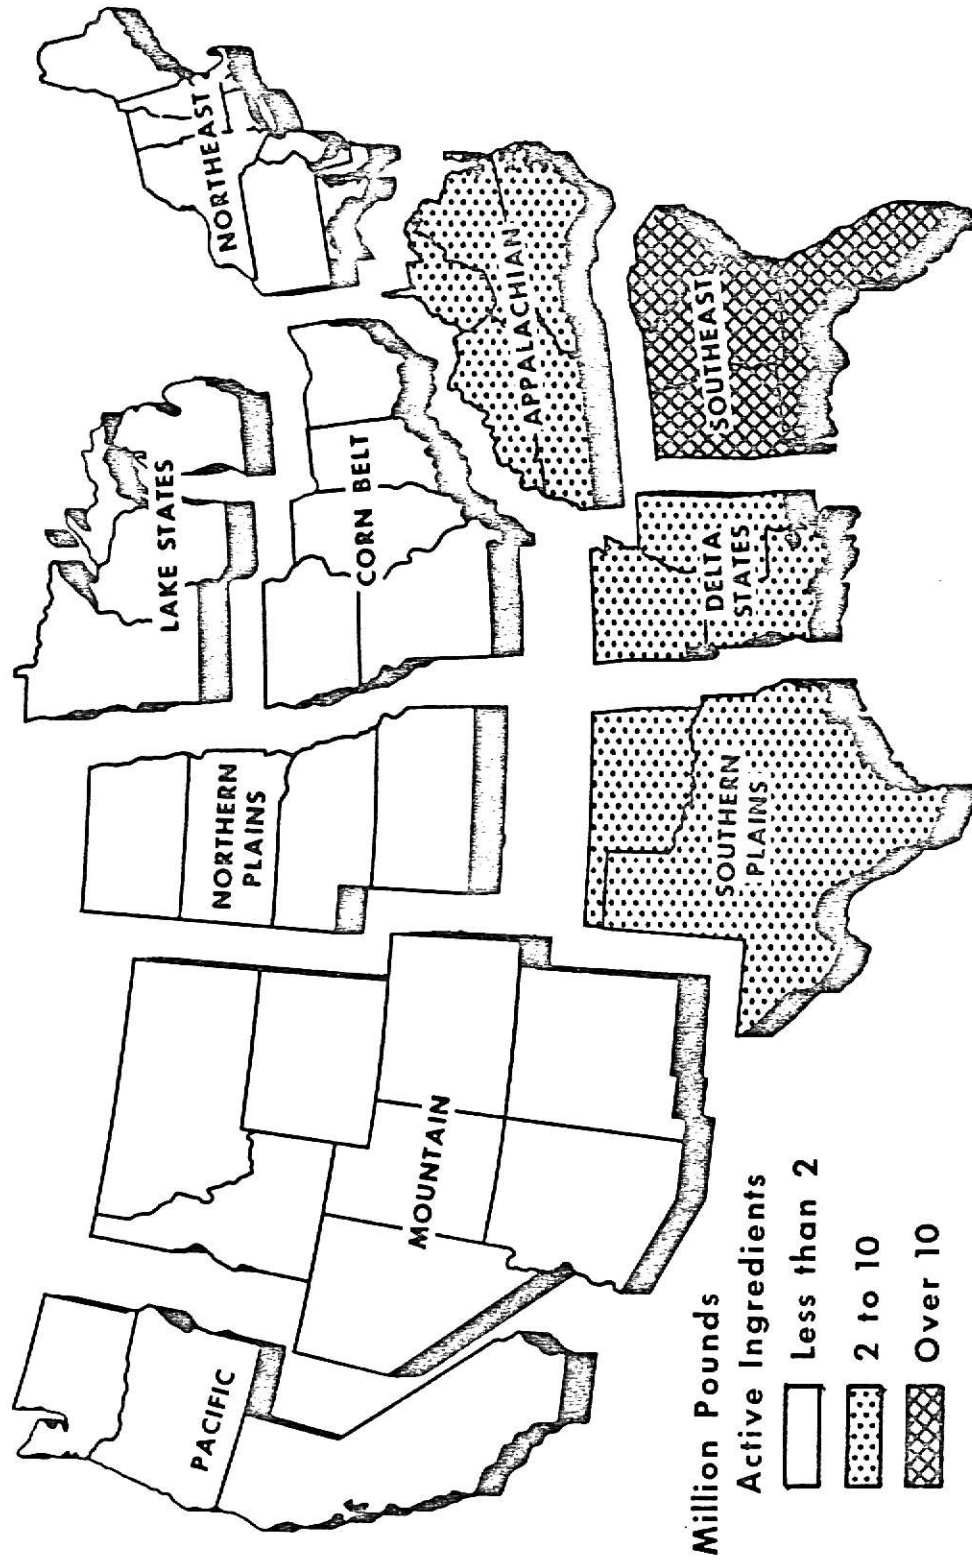 PACIFIC
MOUNTAIN
NORTHERN
PLAINS
LAKE STATES
CORN BELT
NORTHEAST
APPALACHIAN
SOUTHEAST
DELTA
STATES
SOUTHERN
PLAINS
Million Pounds
Active Ingredients
Less than 2
2 to 10
Over 10